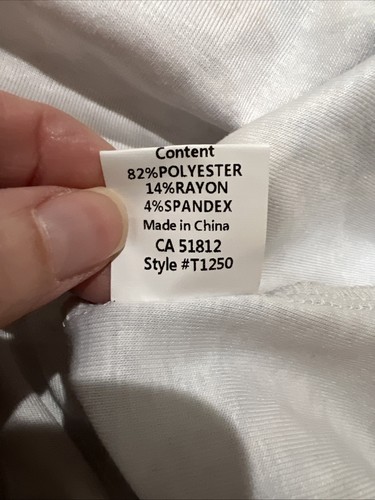 Content
82%POLYESTER
14%RAYON
4%SPANDEX
Made in China
CA 51812
Style #T1250